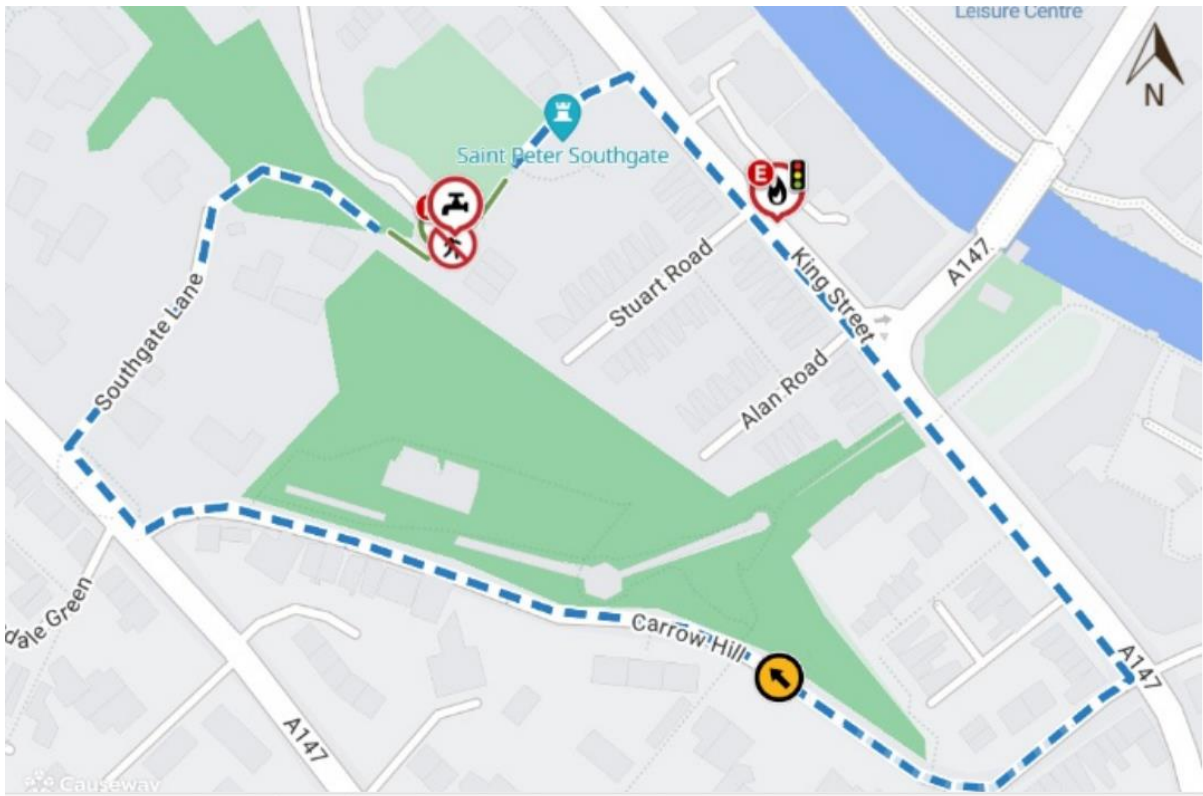 Leisure Centre
N
Saint Peter Southgate
E
A147
King Street
Stuart Road
Southgate Lane
Alan Road
dale Green
Carrow Hill
A147
A147
Causeway